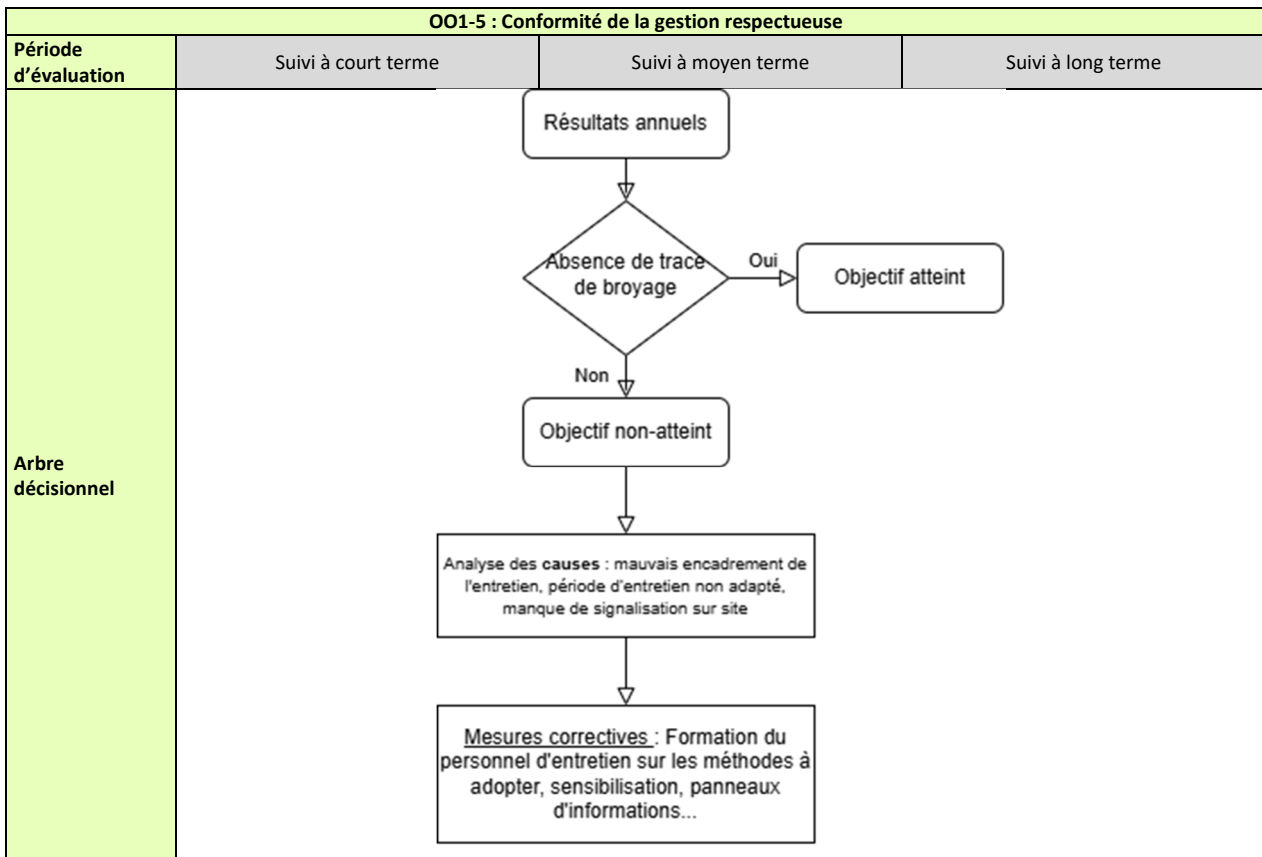 OO1-5 : Conformité de la gestion respectueuse
Période
d’évaluation
Suivi à court terme
Suivi à moyen terme
Suivi à long terme
Arbre
décisionnel
Résultats annuels
Absence de trace
de broyage
Oui
Objectif atteint
Non
Objectif non-atteint
Analyse des causes : mauvais encadrement de
l'entretien, période d'entretien non adapté,
manque de signalisation sur site
Mesures correctives : Formation du
personnel d'entretien sur les méthodes à
adopter, sensibilisation, panneaux
d'informations...